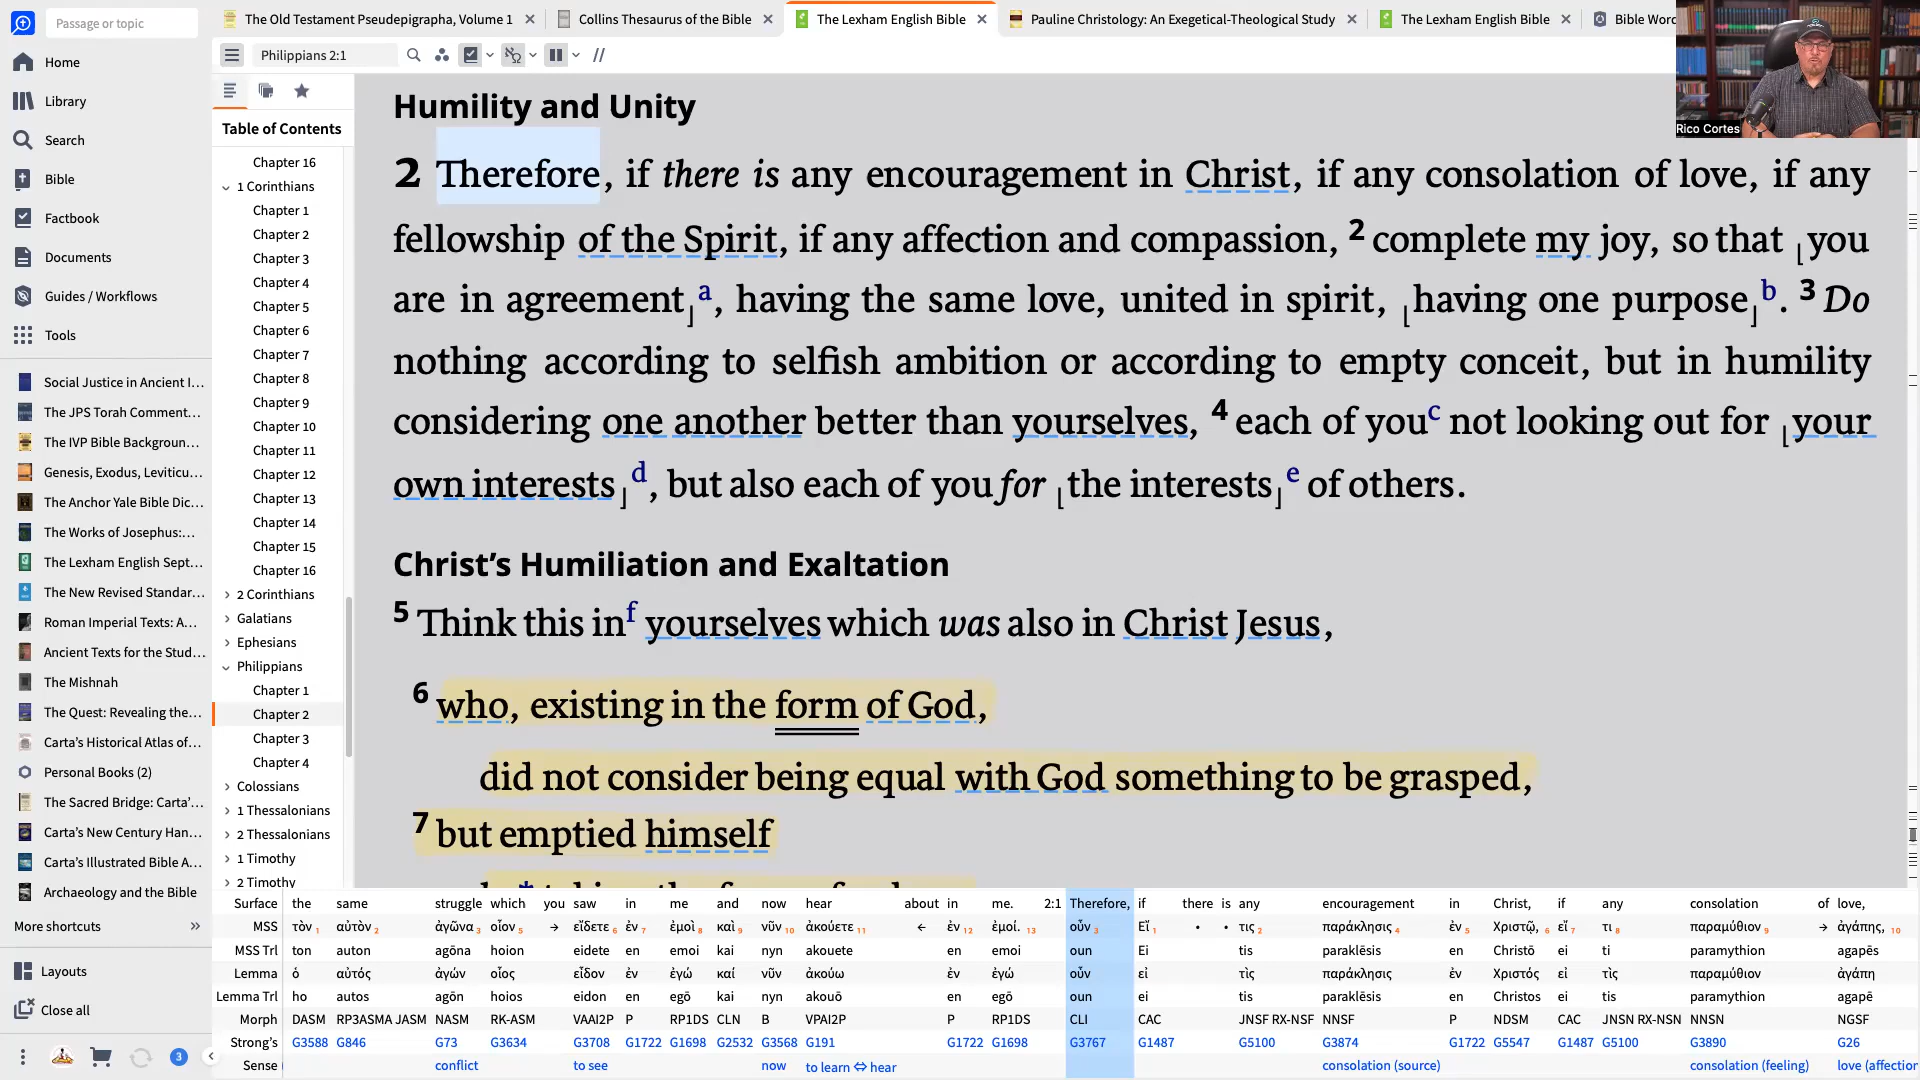 Passage or topic
The Old Testament Pseudepigrapha, Volume 1
Collins Thesaurus of the Bible
The Lexham English Bible
Pauline Christology: An Exegetical-Theological Study
The Lexham English Bible
Philippians 2:1
Rico Cortes
Home
Library
Search
Bible
Factbook
Documents
Guides / Workflows
Tools
Social Justice in Ancient I...
The JPS Torah Comment...
The IVP Bible Backgroun...
Genesis, Exodus, Leviticu...
The Anchor Yale Bible Dic...
The Works of Josephus:...
The Lexham English Sept...
The New Revised Standar...
Roman Imperial Texts: A...
Ancient Texts for the Stud...
The Mishnah
The Quest: Revealing the...
Carta's Historical Atlas of...
Personal Books (2)
The Sacred Bridge: Carta'...
Carta's New Century Han...
Carta's Illustrated Bible A...
Archaeology and the Bible
More shortcuts »
Layouts
Close all
3
Table of Contents
Chapter 16
1 Corinthians
Chapter 1
Chapter 2
Chapter 3
Chapter 4
Chapter 5
Chapter 6
Chapter 7
Chapter 8
Chapter 9
Chapter 10
Chapter 11
Chapter 12
Chapter 13
Chapter 14
Chapter 15
Chapter 16
2 Corinthians
Galatians
Ephesians
Philippians
Chapter 1
Chapter 2
Chapter 3
Chapter 4
Colossians
1 Thessalonians
2 Thessalonians
1 Timothy
2 Timothy
Humility and Unity
2 Therefore, if there is any encouragement in Christ, if any consolation of love, if any
fellowship of the Spirit, if any affection and compassion, 2 complete my joy, so that ⌊you
are in agreement⌋a, having the same love, united in spirit, ⌊having one purpose⌋b. 3 Do
nothing according to selfish ambition or according to empty conceit, but in humility
considering one another better than yourselves, 4 each of youc not looking out for ⌊your
own interests⌋d, but also each of you for ⌊the interests⌋e of others.
Christ's Humiliation and Exaltation
5 Think this inf yourselves which was also in Christ Jesus,
6 who, existing in the form of God,
did not consider being equal with God something to be grasped,
7 but emptied himself
Surface the same struggle which you saw in me and now hear about in me. 2:1 Therefore, if there is any encouragement in Christ, if any consolation of love,
MSS τὸν 1 αὐτὸν 2 ἀγῶνα 3 οἷον 5 → εἴδετε 6 ἐν 7 ἐμοὶ 8 καὶ 9 νῦν 10 ἀκούετε 11 ← ἐν 12 ἐμοί. 13 οὖν 3 Εἴ 1 • • τις 2 παράκλησις 4 ἐν 5 Χριστῷ, 6 εἴ 7 τι 8 παραμύθιον 9 → ἀγάπης, 10
MSS Trl ton auton agōna hoion eidete en emoi kai nyn akouete en emoi oun Ei tis paraklēsis en Christō ei ti paramythion agapēs
Lemma ὁ αὐτός ἀγών οἷος εἶδον ἐν ἐγώ καί νῦν ἀκούω ἐν ἐγώ οὖν εἰ τὶς παράκλησις ἐν Χριστός εἰ τὶς παραμύθιον ἀγάπη
Lemma Trl ho autos agōn hoios eidon en egō kai nyn akouō en egō oun ei tis paraklēsis en Christos ei tis paramythion agapē
Morph DASM RP3ASMA JASM NASM RK-ASM VAAI2P P RP1DS CLN B VPAI2P P RP1DS CLI CAC JNSF RX-NSF NNSF P NDSM CAC JNSN RX-NSN NNSN NGSF
Strong's G3588 G846 G73 G3634 G3708 G1722 G1698 G2532 G3568 G191 G1722 G1698 G3767 G1487 G5100 G3874 G1722 G5547 G1487 G5100 G3890 G26
Sense conflict to see now to learn ⇔ hear consolation (source) consolation (feeling)